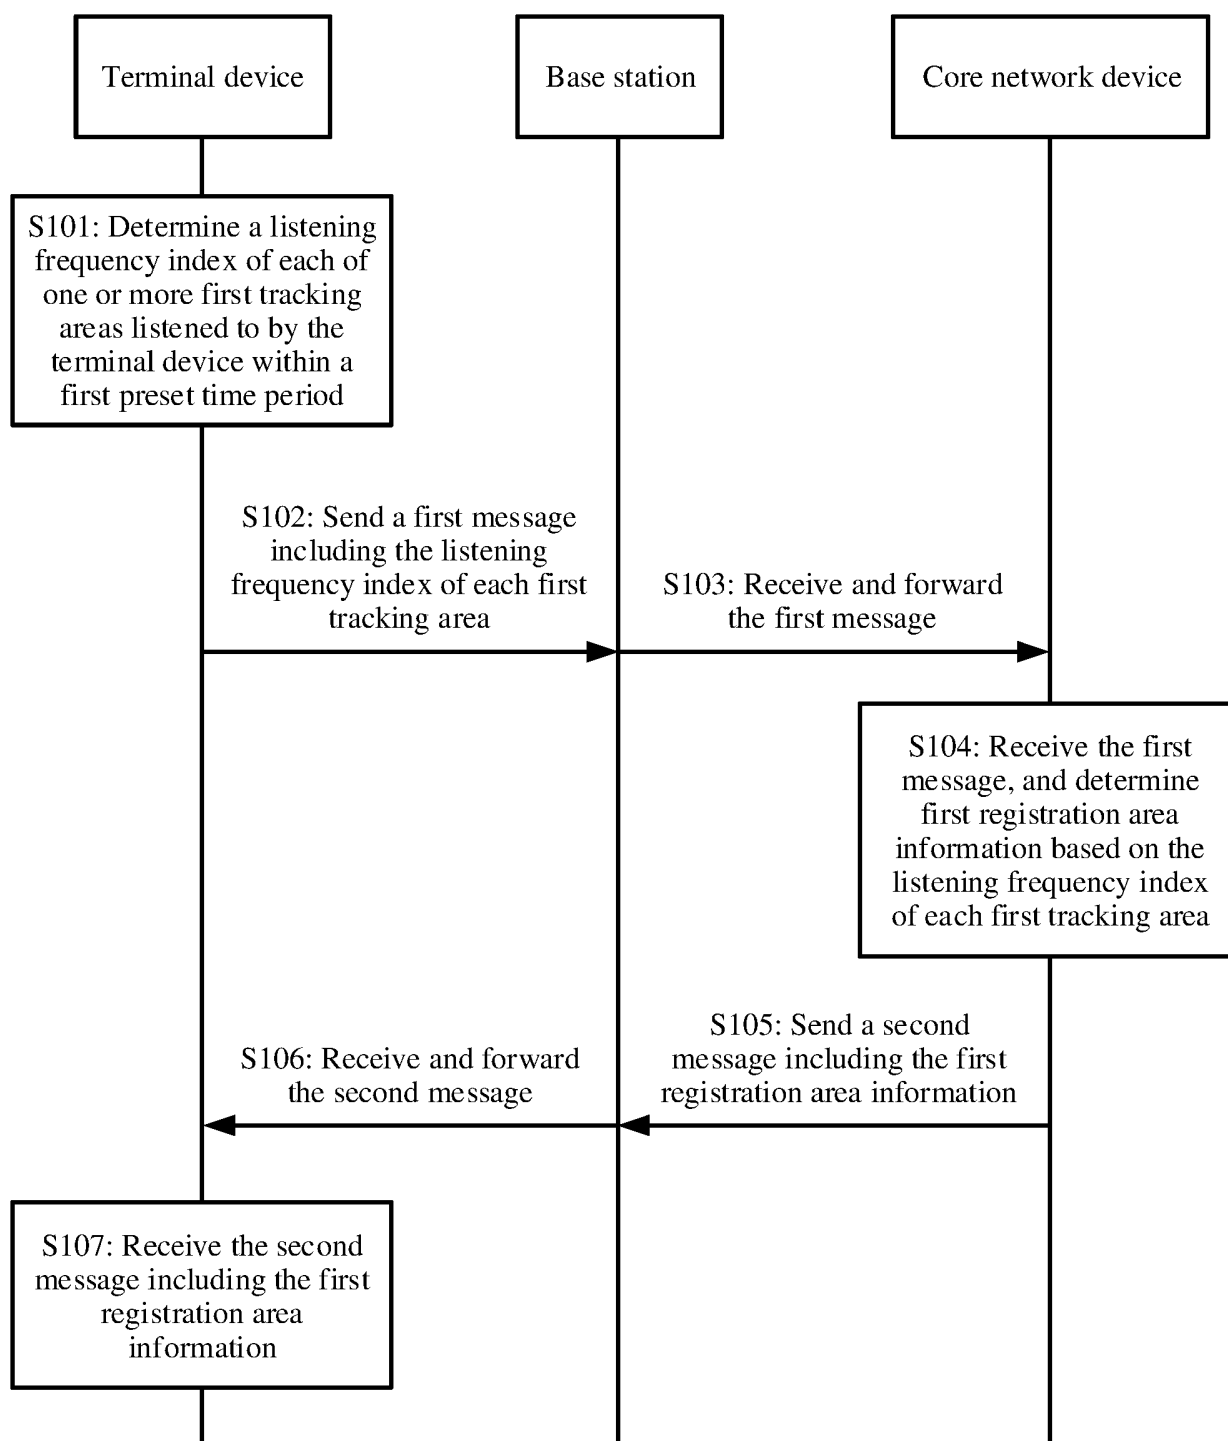 Terminal device
Base station
Core network device
S101: Determine a listening
frequency index of each of
one or more first tracking
areas listened to by the
terminal device within a
first preset time period
S102: Send a first message
including the listening
frequency index of each first
tracking area
S103: Receive and forward
the first message
S104: Receive the first
message, and determine
first registration area
information based on the
listening frequency index
of each first tracking area
S105: Send a second
message including the first
registration area information
S106: Receive and forward
the second message
S107: Receive the second
message including the first
registration area
information